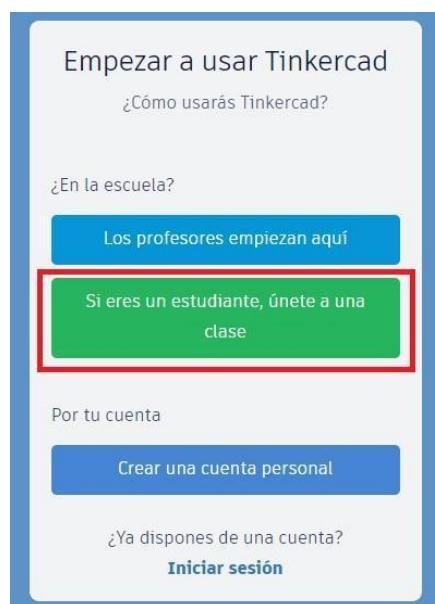 Empezar a usar Tinkercad
¿Cómo usarás Tinkercad?
¿En la escuela?
Los profesores empiezan aquí
Si eres un estudiante, únete a una
clase
Por tu cuenta
Crear una cuenta personal
¿Ya dispones de una cuenta?
Iniciar sesión